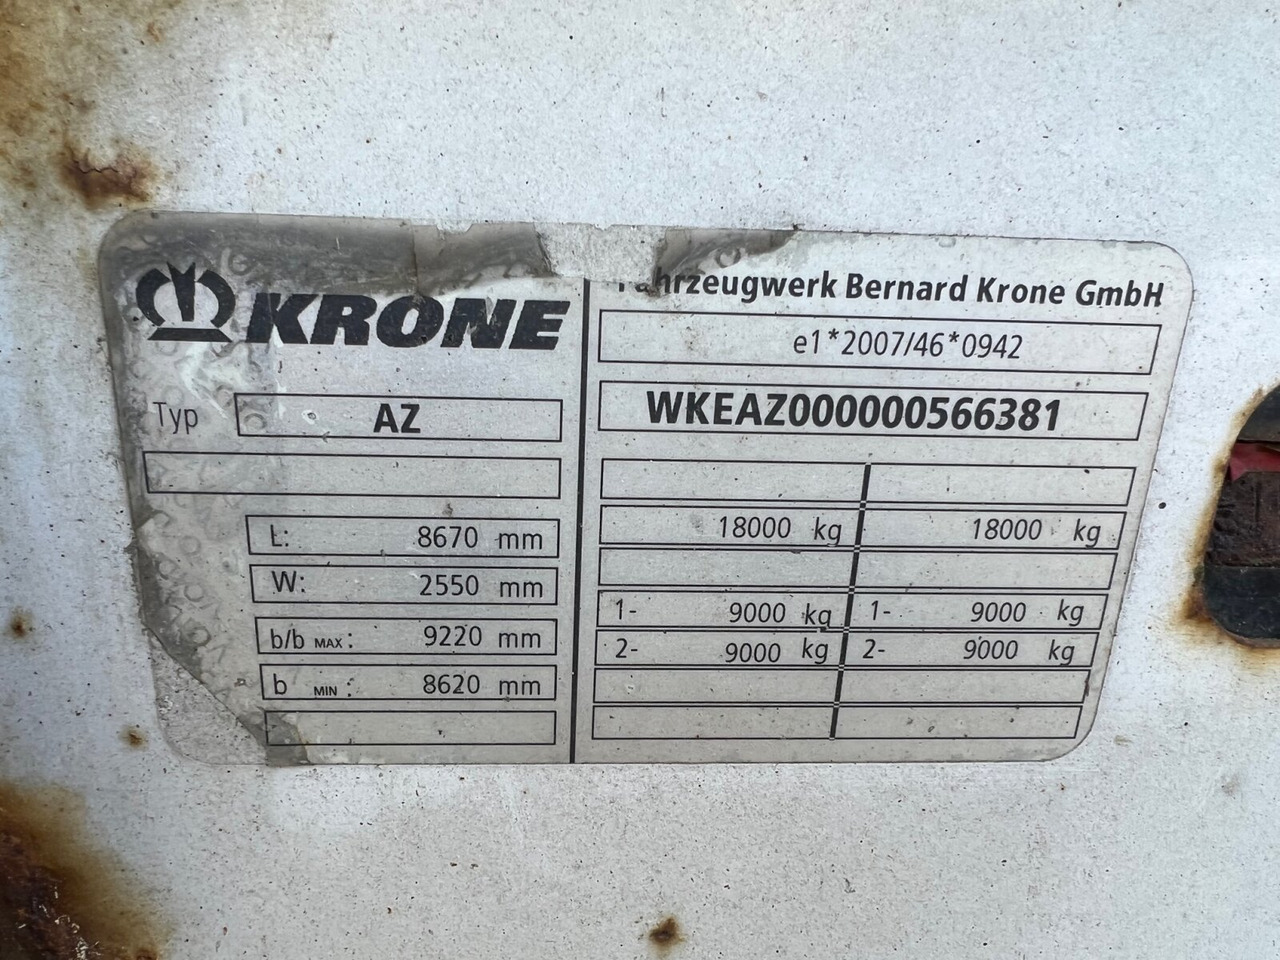 KRONE
Fahrzeugwerk Bernard Krone GmbH
e1*2007/46*0942
Typ AZ
WKEAZ000000566381
L: 8670 mm
W: 2550 mm
b/b MAX: 9220 mm
b MIN: 8620 mm
18000 kg 18000 kg
1- 9000 kg 1- 9000 kg
2- 9000 kg 2- 9000 kg